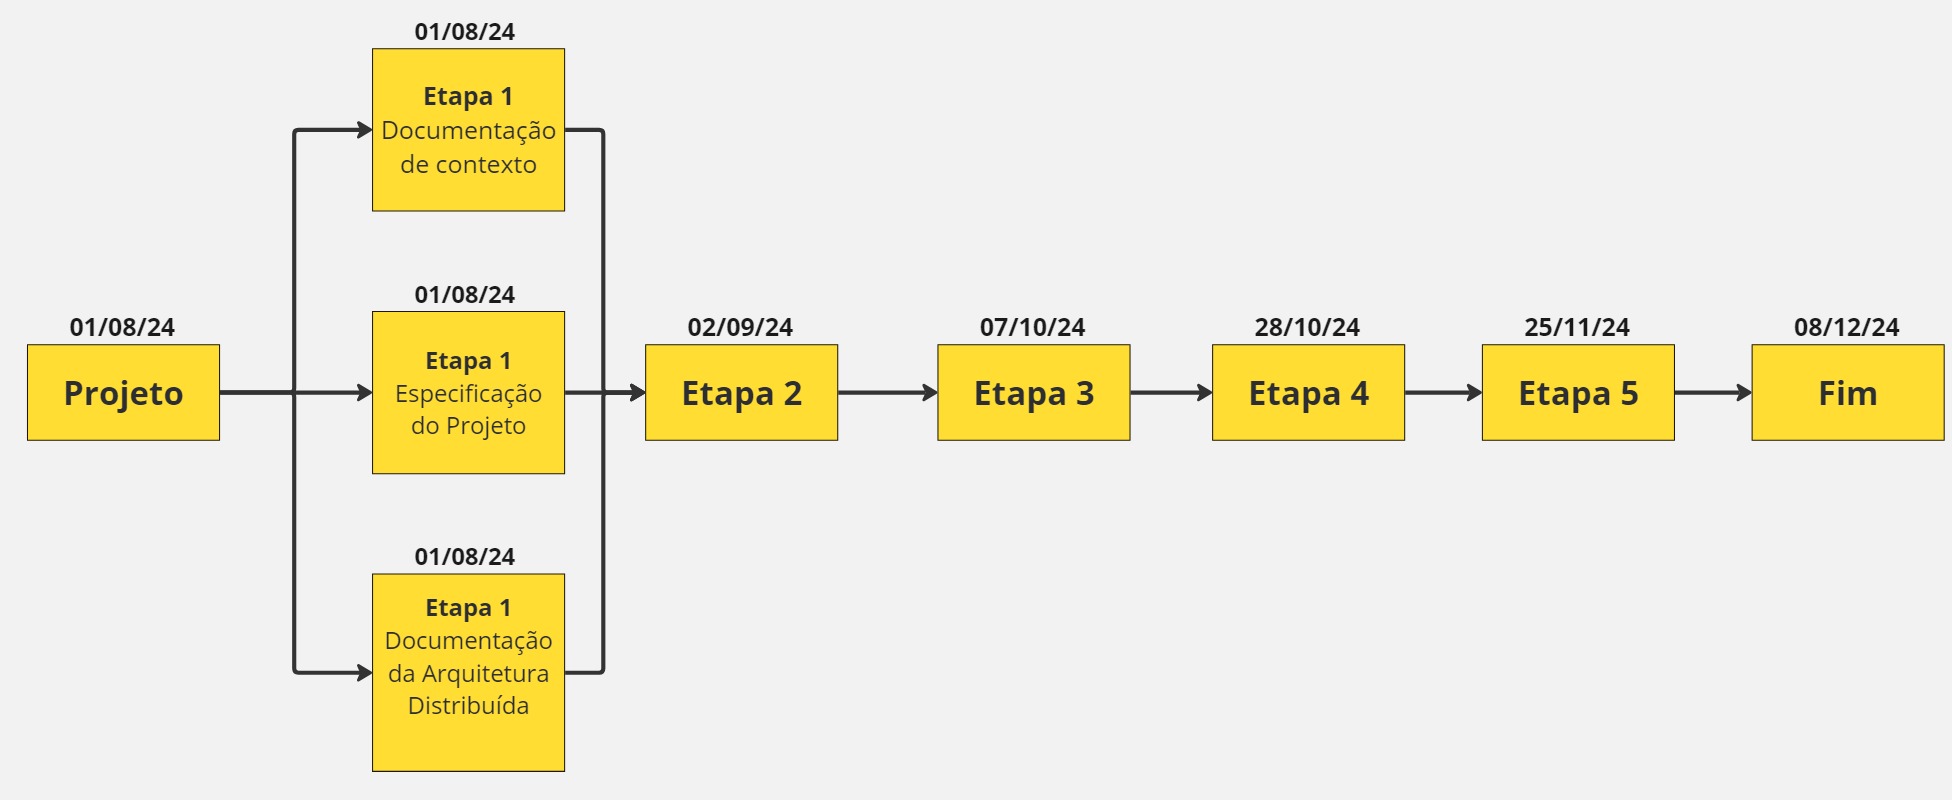 01/08/24
Projeto
01/08/24
Etapa 1
Documentação
de contexto
01/08/24
Etapa 1
Especificação
do Projeto
01/08/24
Etapa 1
Documentação
da Arquitetura
Distribuída
02/09/24
Etapa 2
07/10/24
Etapa 3
28/10/24
Etapa 4
25/11/24
Etapa 5
08/12/24
Fim